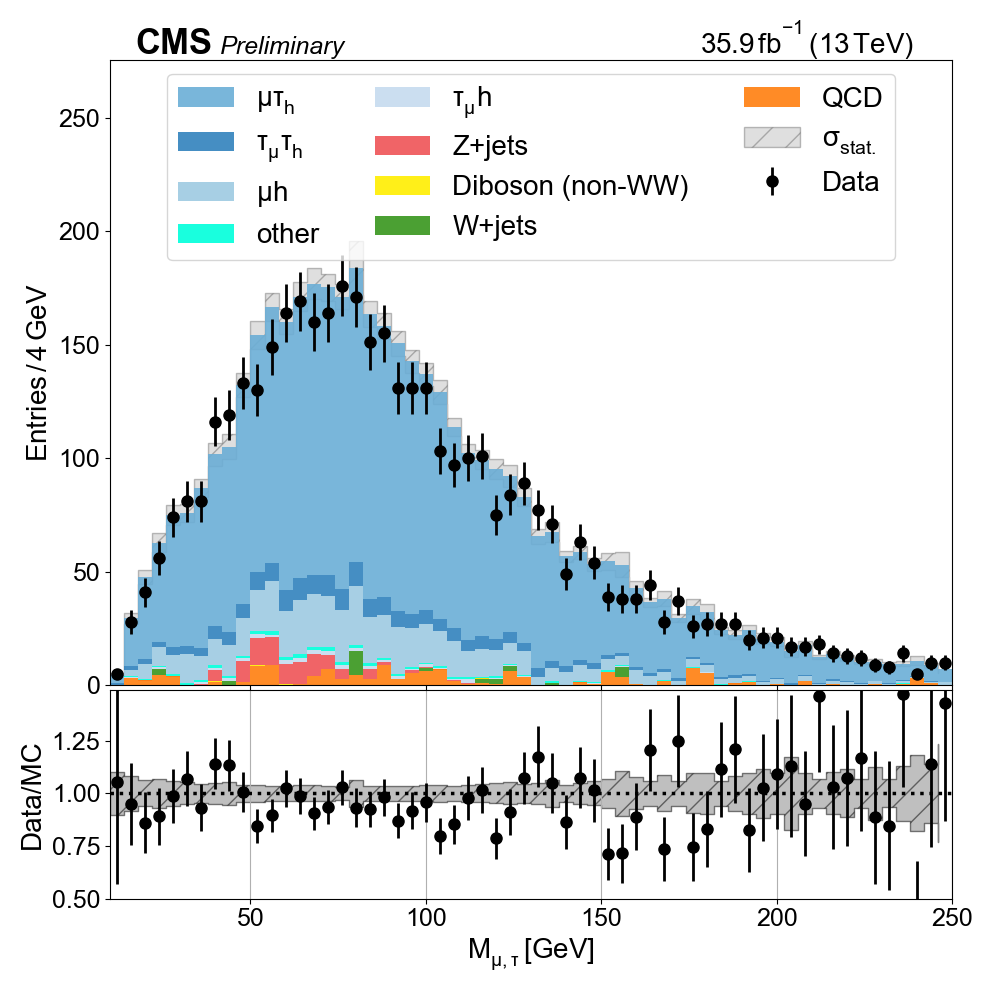 CMS Preliminary 35.9 fb⁻¹ (13 TeV)
μτₕ τ_μh QCD
τ_μτₕ Z+jets σ_stat.
μh Diboson (non-WW) Data
other W+jets
Entries / 4 GeV
250
200
150
100
50
0
Data/MC
1.25
1.00
0.75
0.50
50 100 150 200 250
M_μ, τ [GeV]